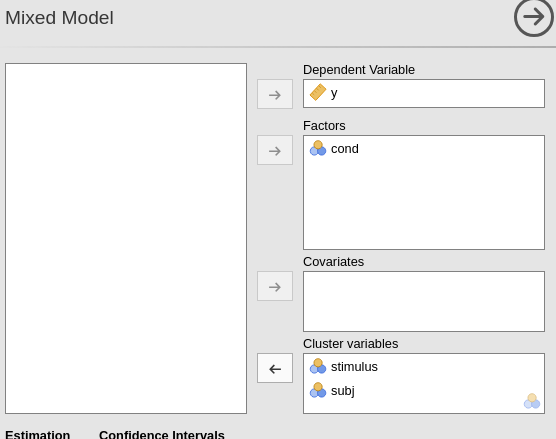 Mixed Model
Dependent Variable
y
Factors
cond
Covariates
Cluster variables
stimulus
subj
Estimation Confidence Intervals